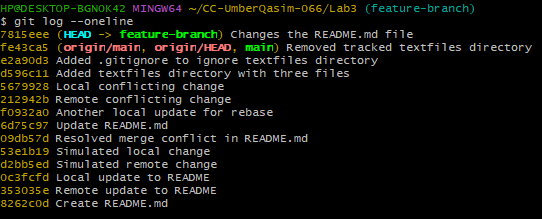 HP@DESKTOP-BGNOK42 MINGW64 ~/CC-UmberQasim-066/Lab3 (feature-branch)
$ git log --oneline
7815eee (HEAD -> feature-branch) Changes the README.md file
fe43ca5 (origin/main, origin/HEAD, main) Removed tracked textfiles directory
e2a90d3 Added .gitignore to ignore textfiles directory
d596c11 Added textfiles directory with three files
5679928 Local conflicting change
212942b Remote conflicting change
f0932a0 Another local update for rebase
6d75c97 Update README.md
09db57d Resolved merge conflict in README.md
53e1b19 Simulated local change
d2bb5ed Simulated remote change
0c3fcfd Local update to README
353035e Remote update to README
8262c0d Create README.md